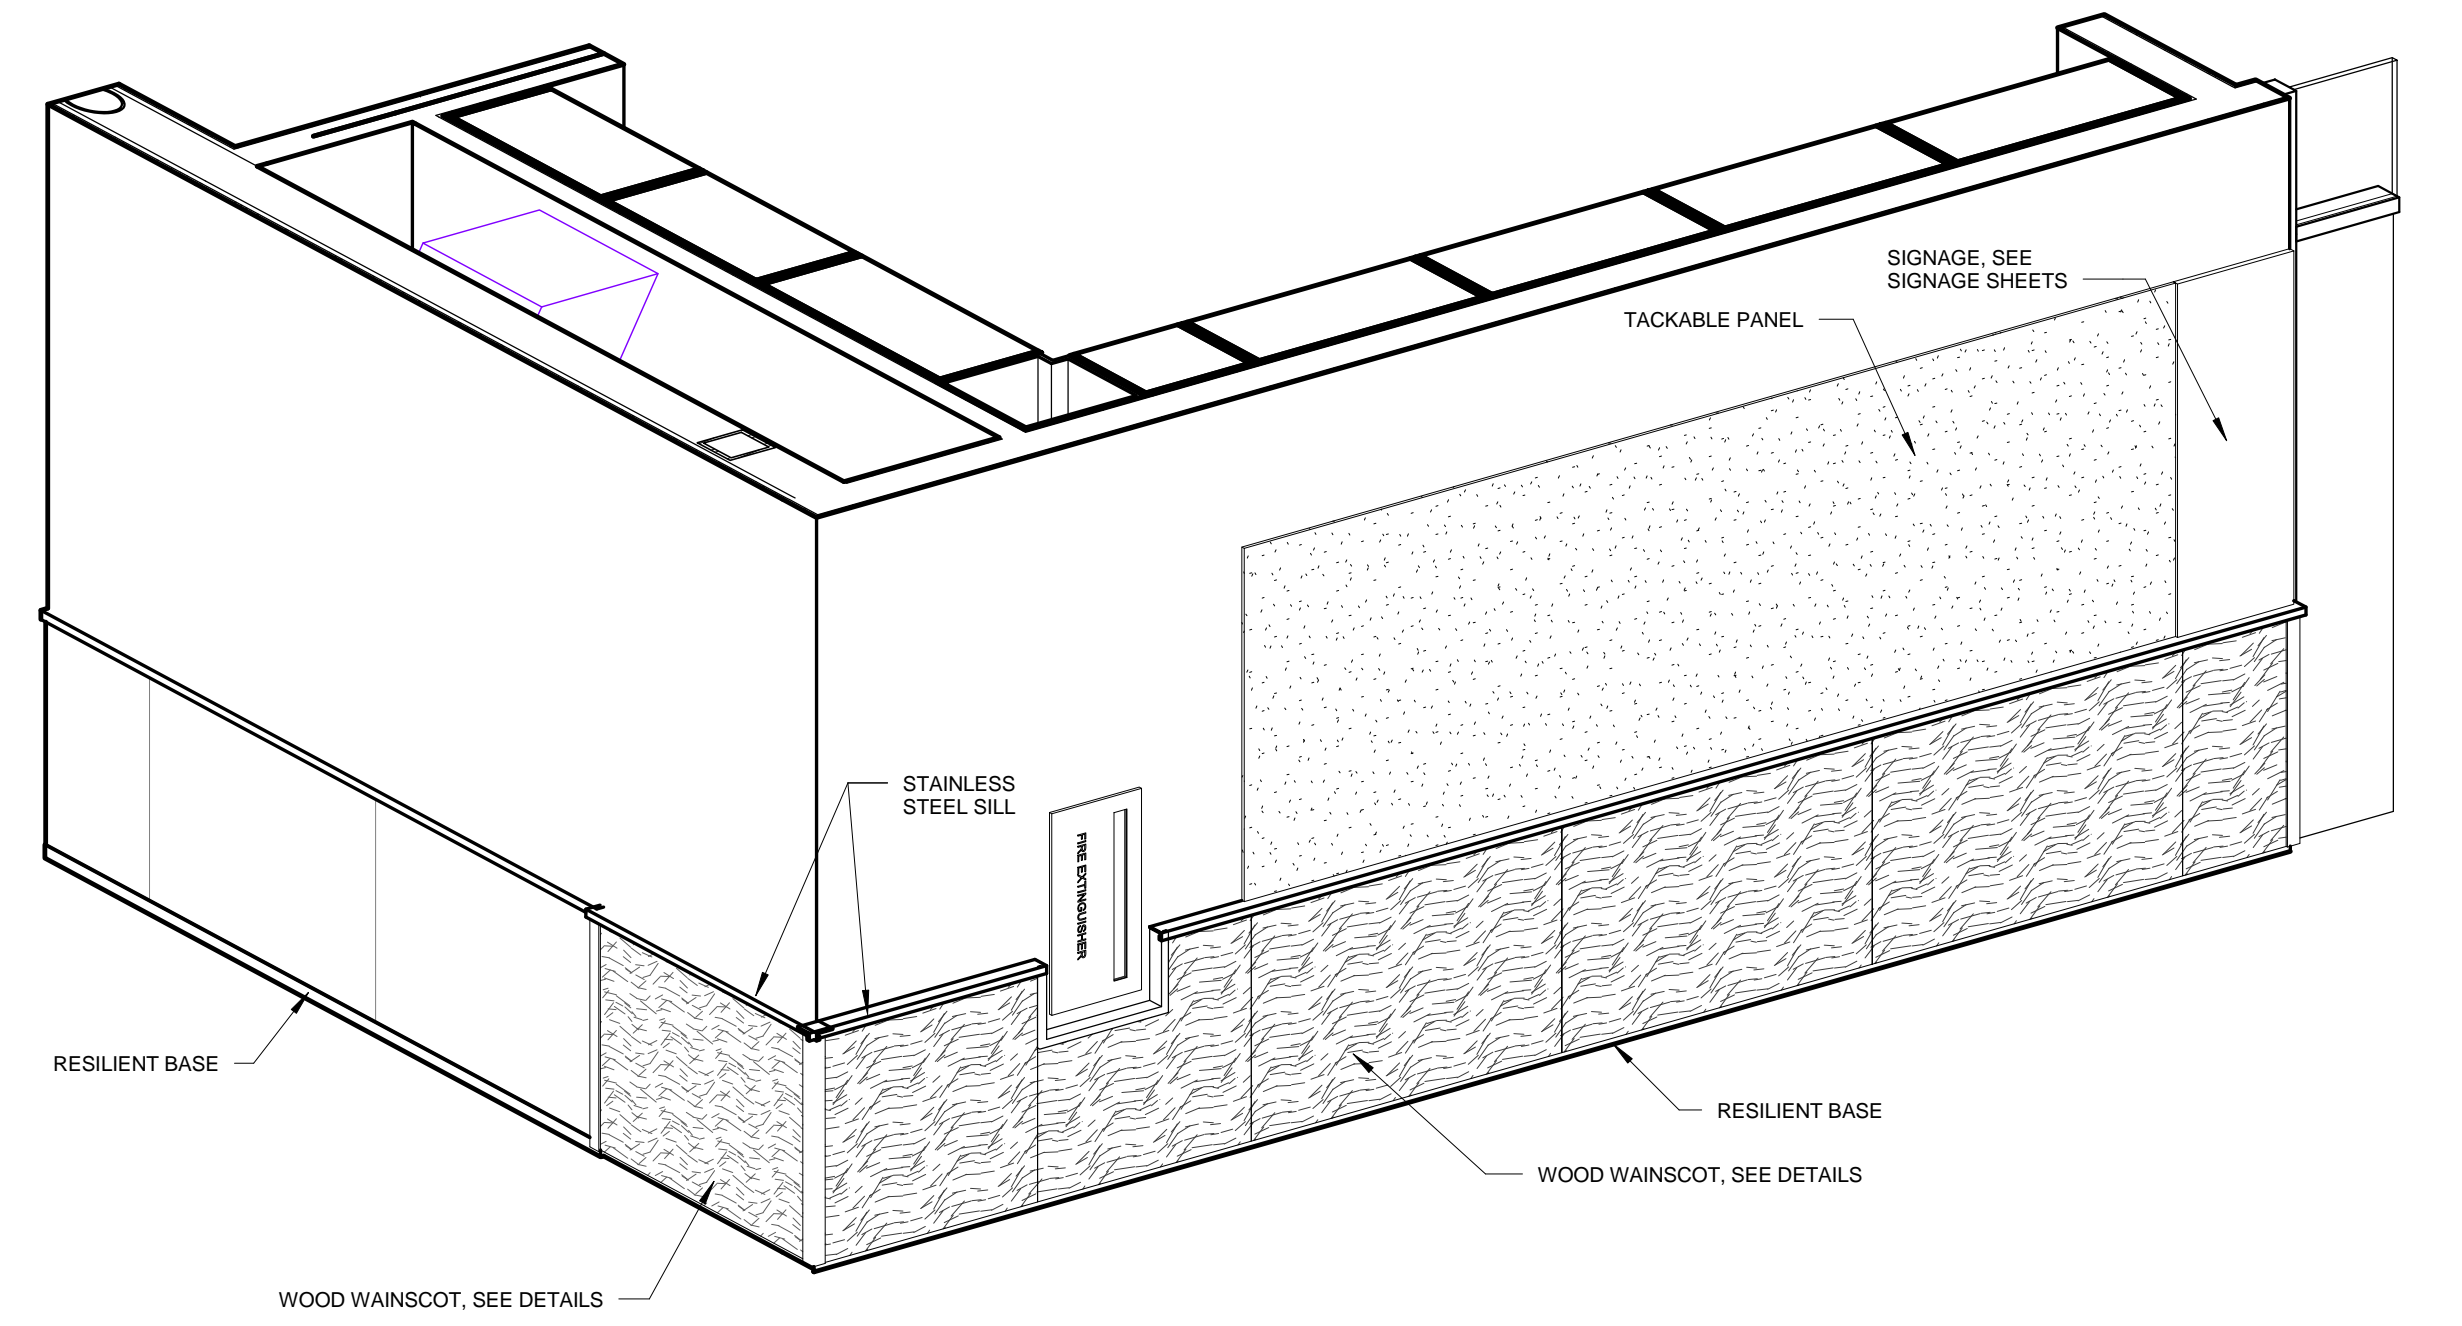 SIGNAGE, SEE
SIGNAGE SHEETS
TACKABLE PANEL
STAINLESS
STEEL SILL
FIRE EXTINGUISHER
RESILIENT BASE
RESILIENT BASE
WOOD WAINSCOT, SEE DETAILS
WOOD WAINSCOT, SEE DETAILS